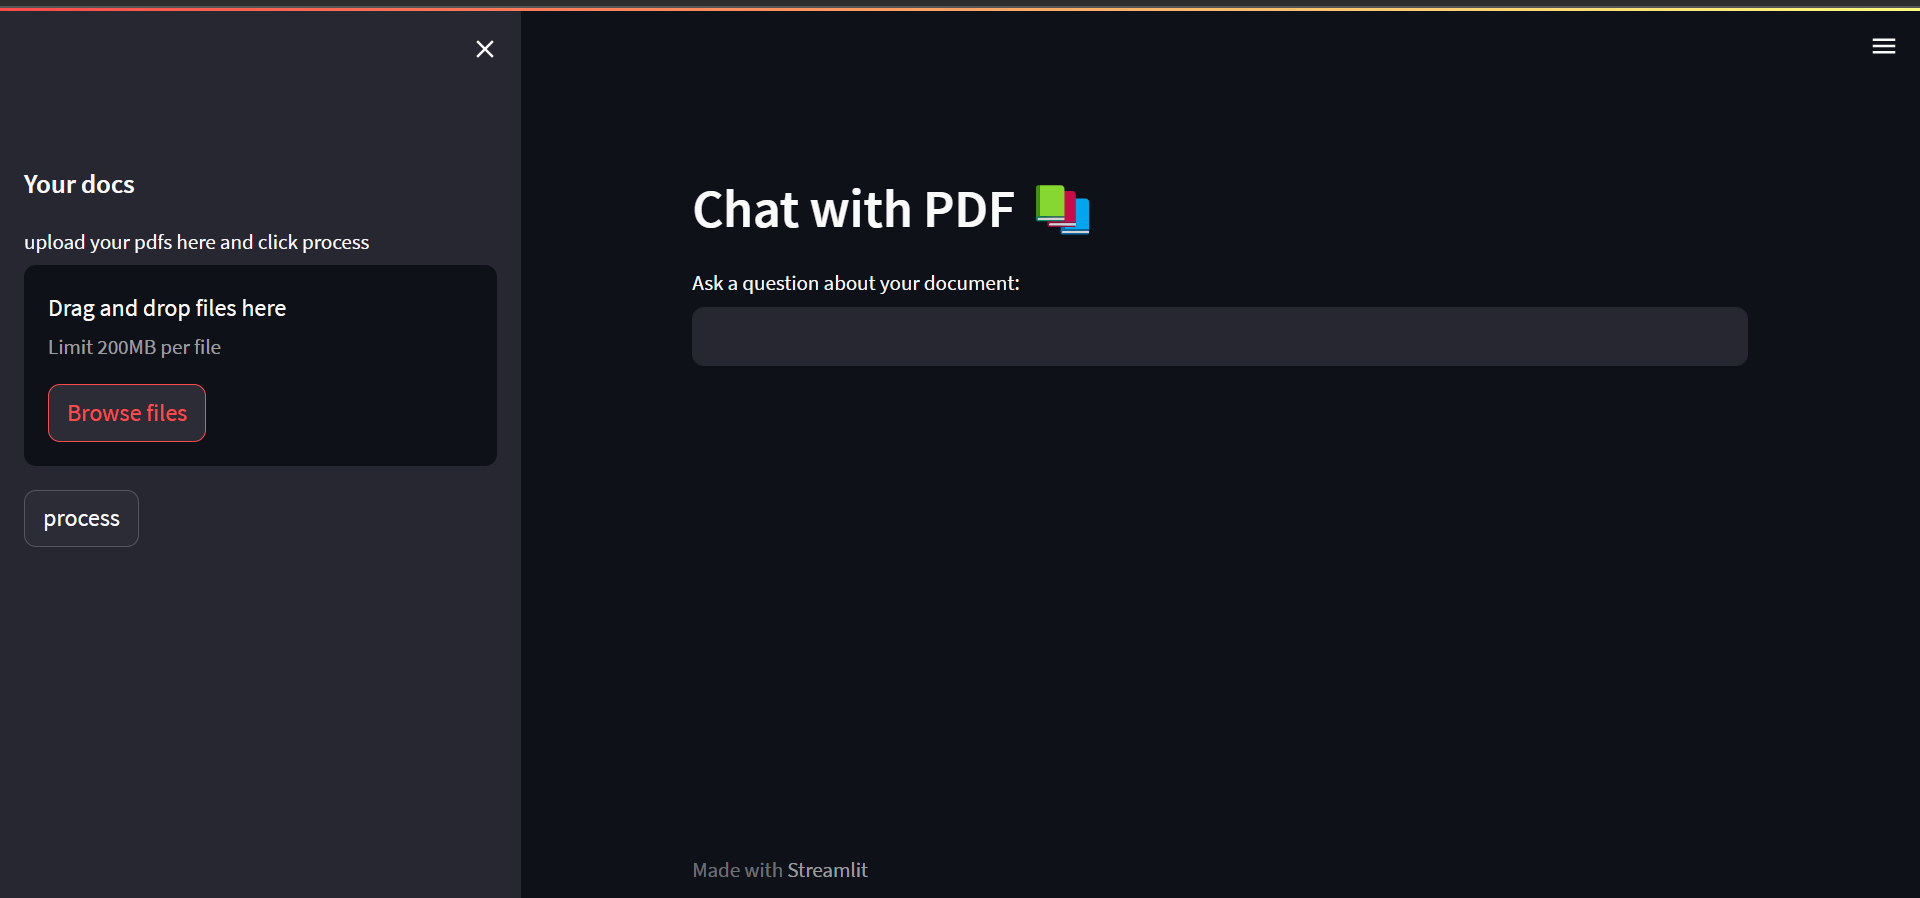 Your docs
upload your pdfs here and click process
Drag and drop files here
Limit 200MB per file
Browse files
process
Chat with PDF
Ask a question about your document:
Made with Streamlit